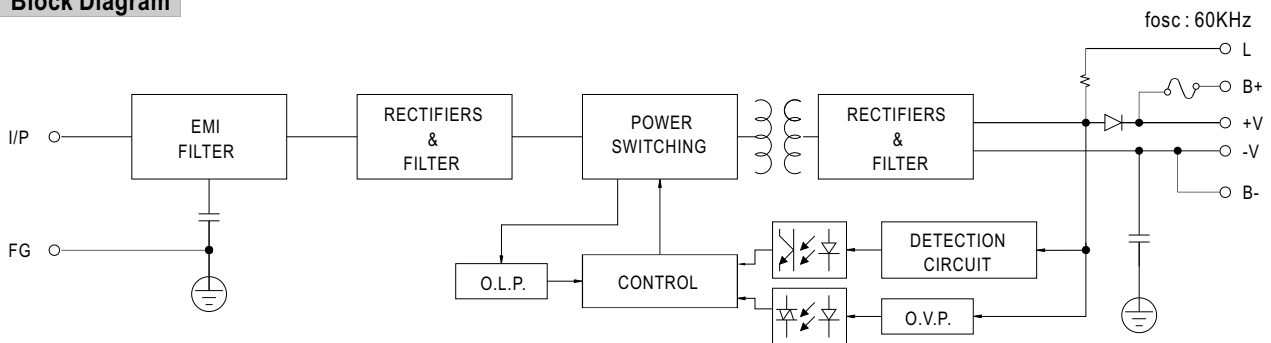 Block Diagram
fosc : 60KHz
L
B+
+V
-V
B-
I/P
EMI
FILTER
RECTIFIERS
&
FILTER
POWER
SWITCHING
RECTIFIERS
&
FILTER
FG
O.L.P.
CONTROL
DETECTION
CIRCUIT
O.V.P.